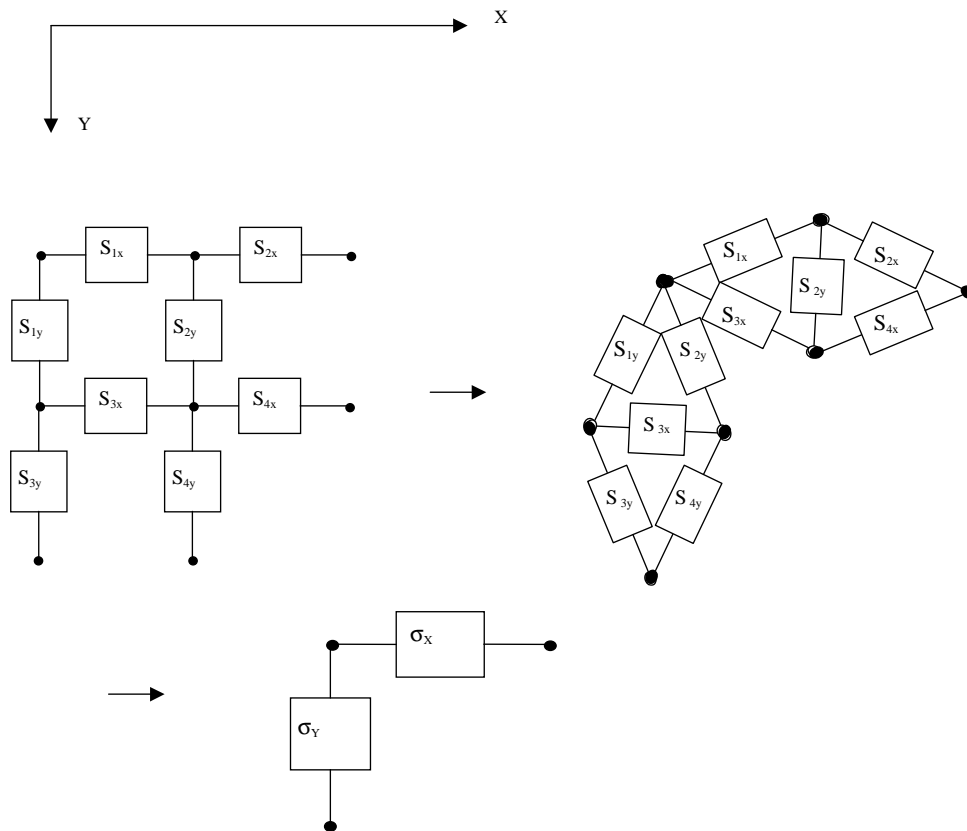 X
Y
S1x S2x
S1y S2y
S3x S4x
S3y S4y
S1x S2x
S2y
S3x S4x
S1y S2y
S3x
S3y S4y
σX
σY